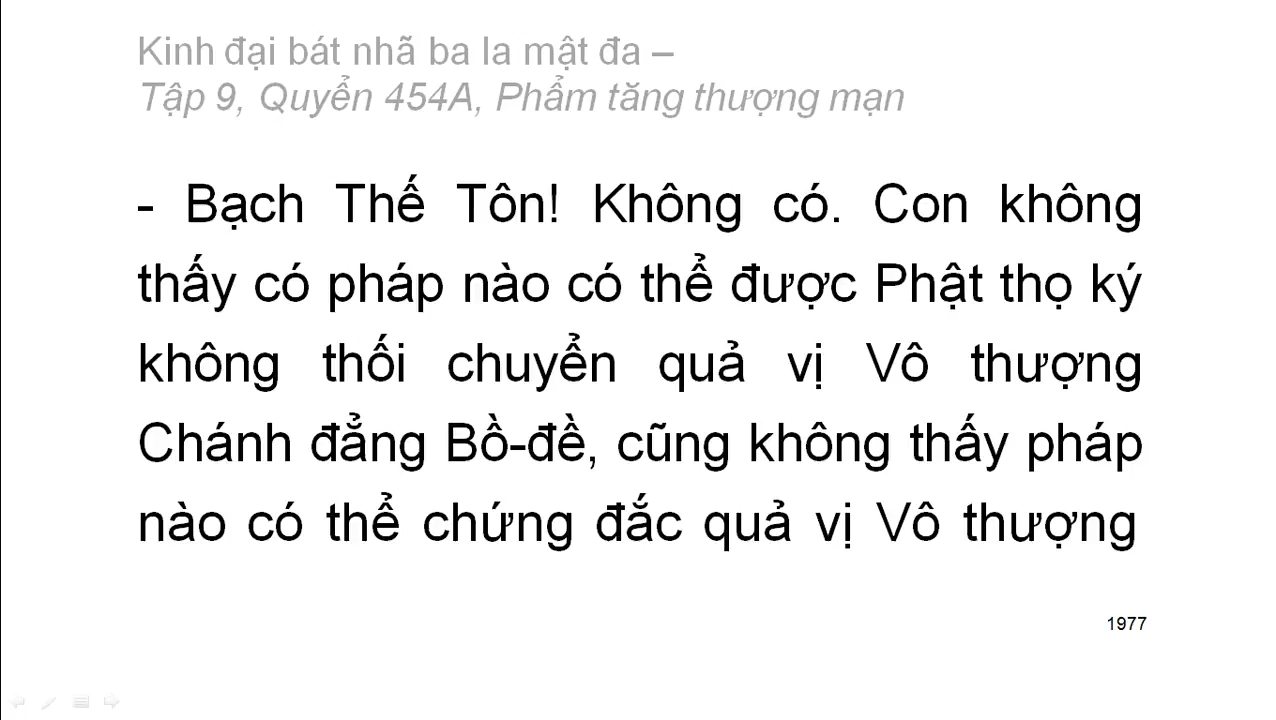 Kinh đại bát nhã ba la mật đa –
Tập 9, Quyển 454A, Phẩm tăng thượng mạn
- Bạch Thế Tôn! Không có. Con không
thấy có pháp nào có thể được Phật thọ ký
không thối chuyển quả vị Vô thượng
Chánh đẳng Bồ-đề, cũng không thấy pháp
nào có thể chứng đắc quả vị Vô thượng
1977